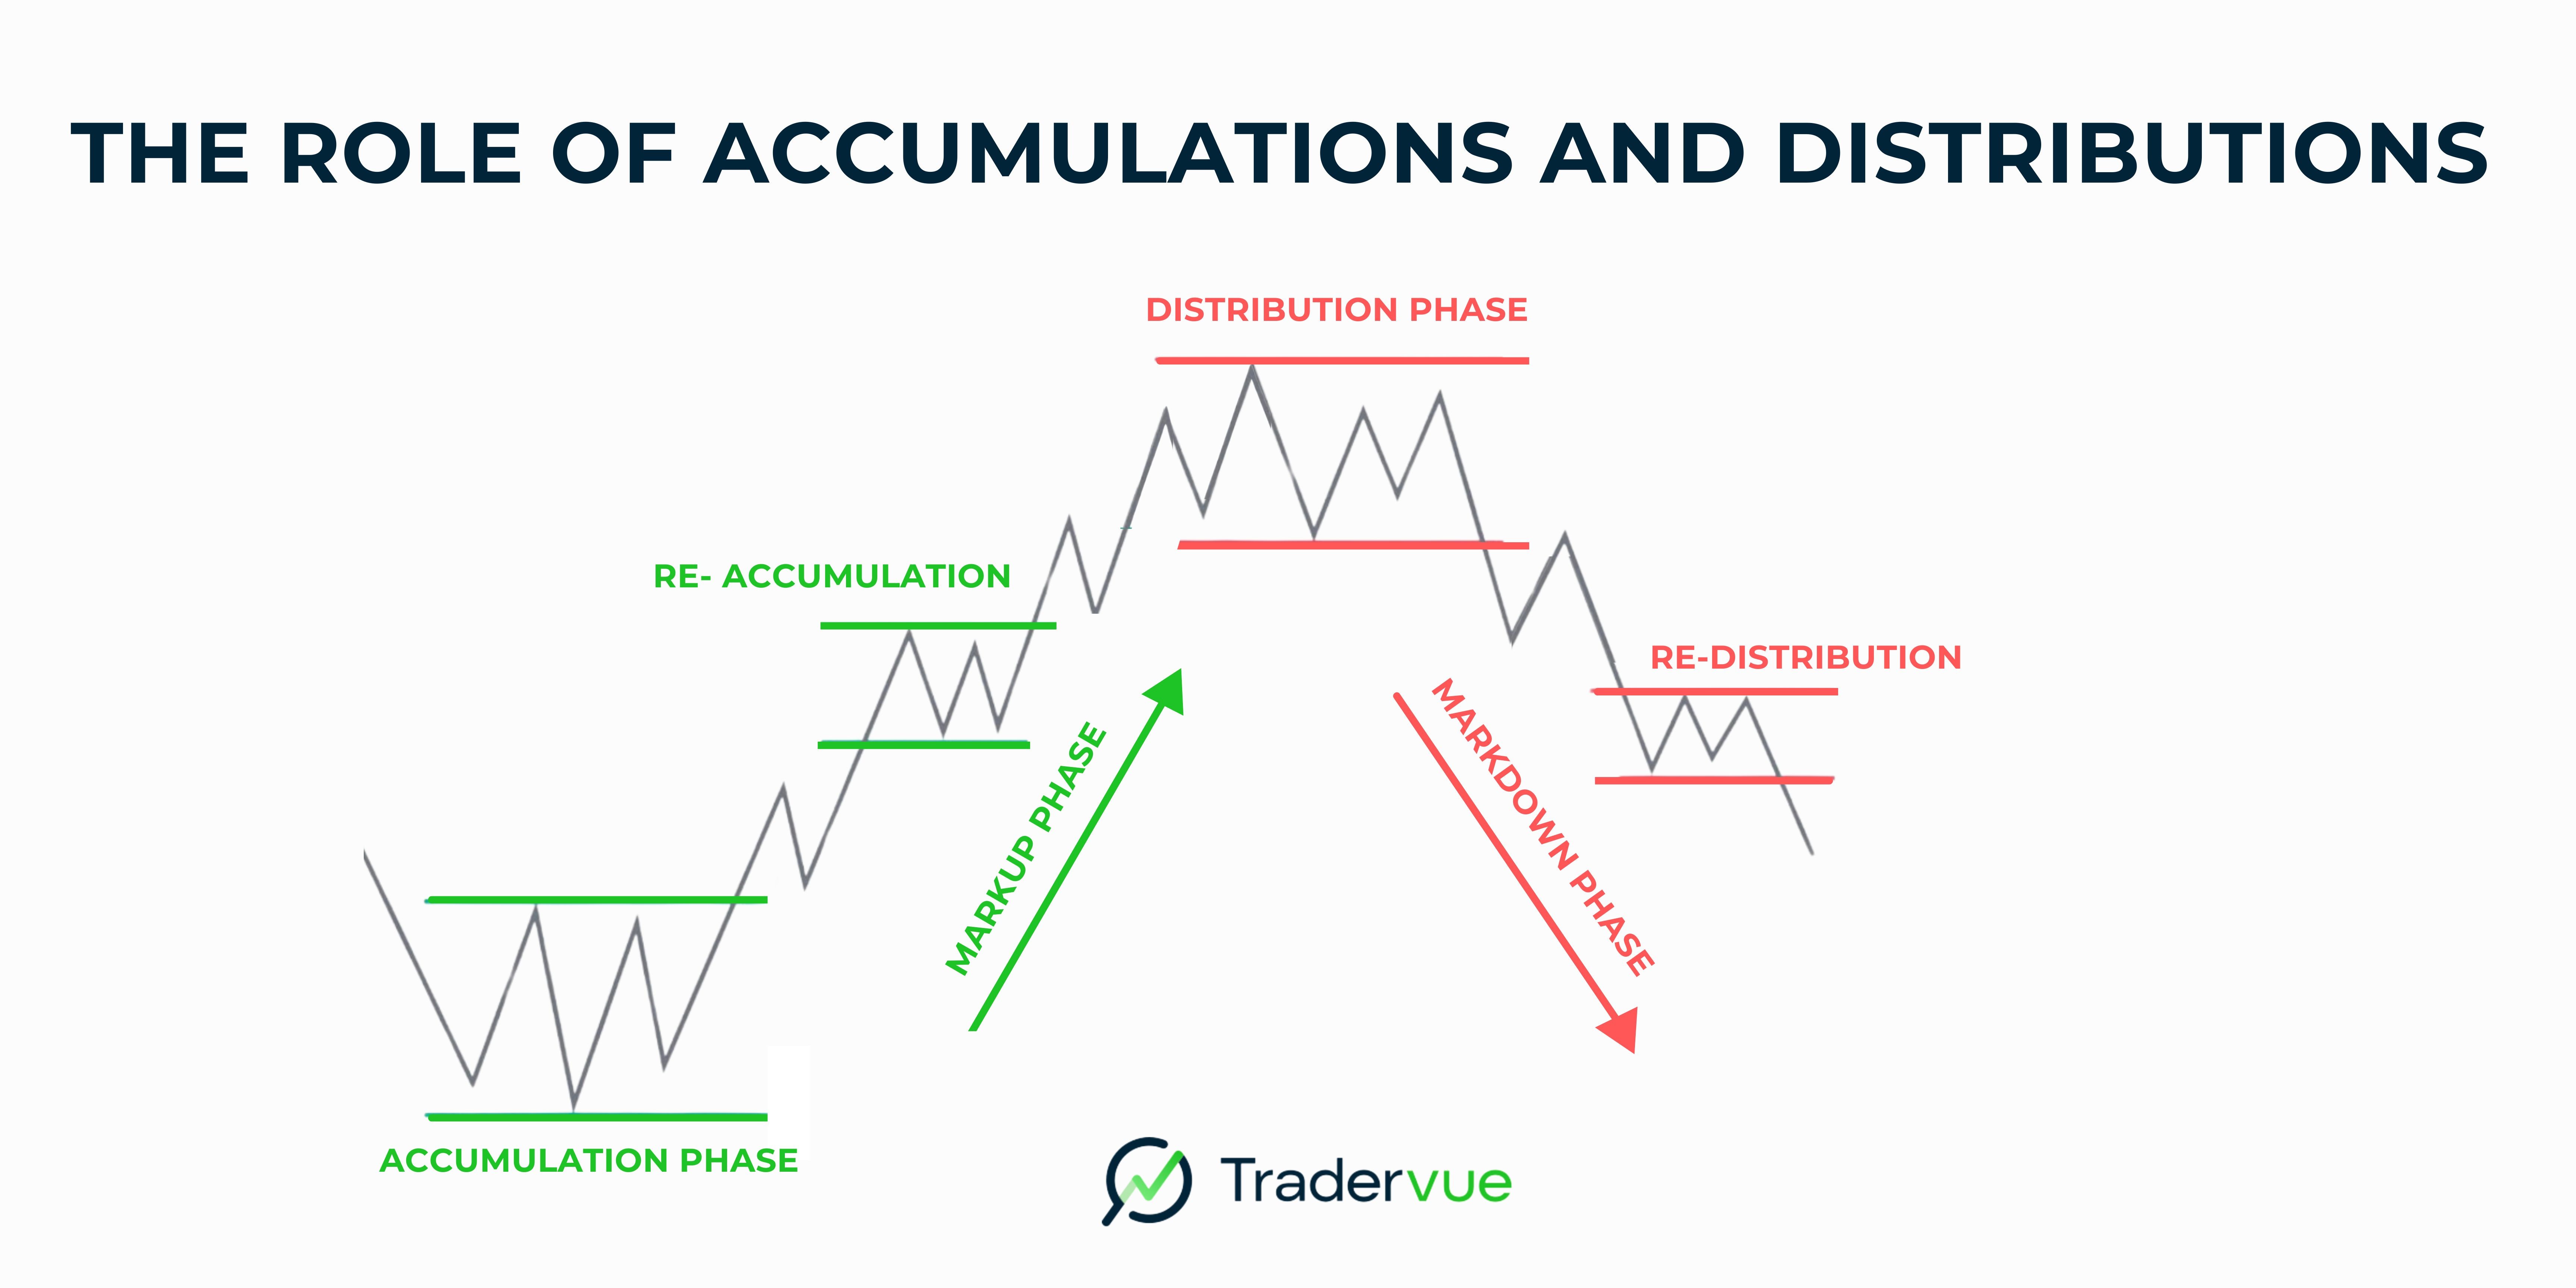 THE ROLE OF ACCUMULATIONS AND DISTRIBUTIONS
DISTRIBUTION PHASE
RE- ACCUMULATION
RE-DISTRIBUTION
MARKUP PHASE
MARKDOWN PHASE
ACCUMULATION PHASE
Tradervue